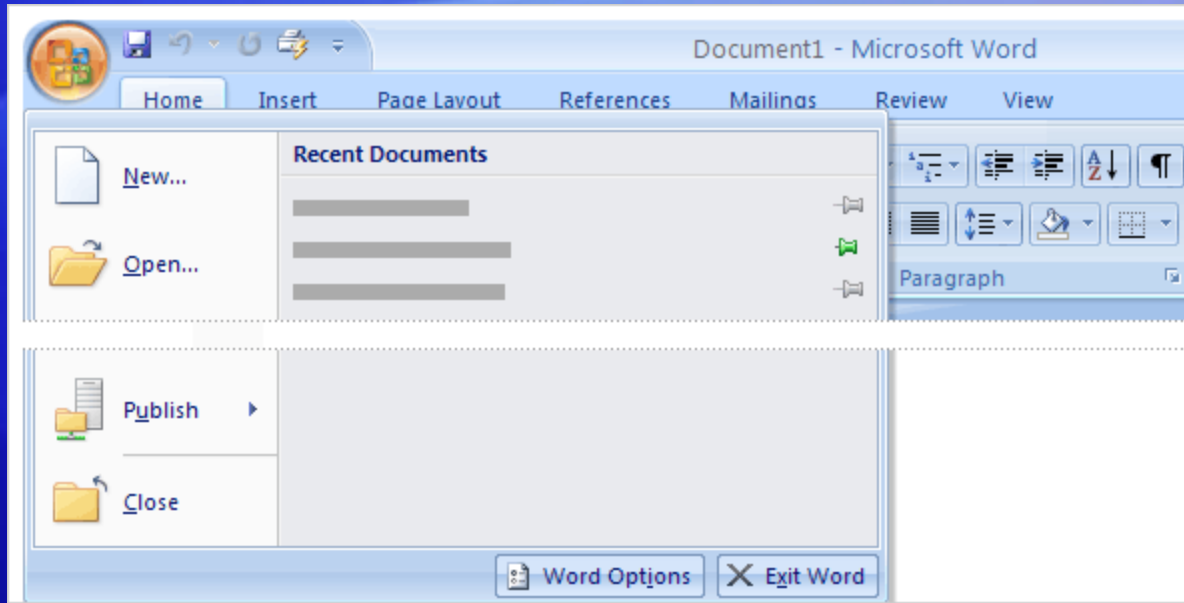 Document1 - Microsoft Word
Home Insert Page Layout References Mailings Review View
Recent Documents
New...
Open...
Paragraph
Publish
Close
Word Options Exit Word